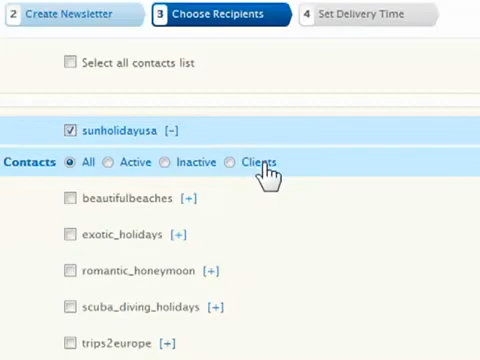 2 Create Newsletter 3 Choose Recipients 4 Set Delivery Time
Select all contacts list
sunholidayusa [-]
Contacts All Active Inactive Clients
beautifulbeaches [+]
exotic_holidays [+]
romantic_honeymoon [+]
scuba_diving_holidays [+]
trips2europe [+]